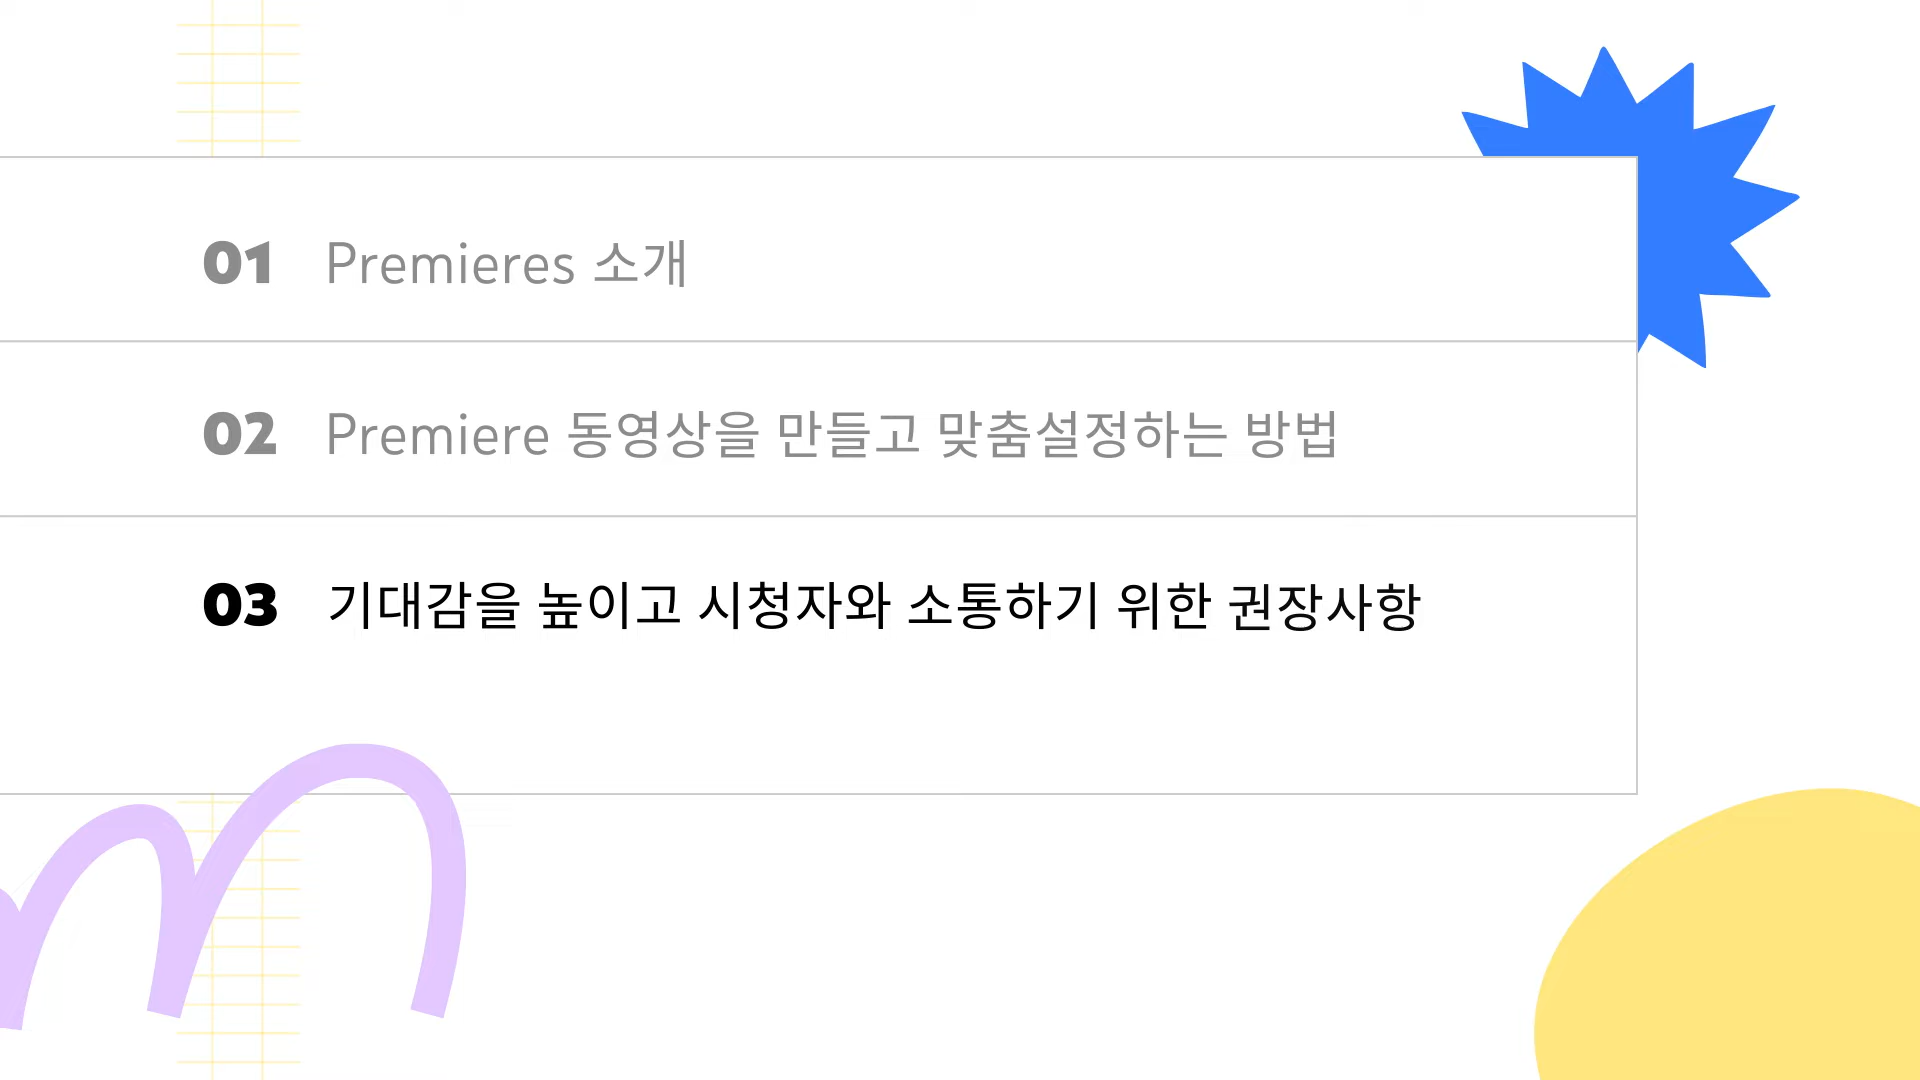 01 Premieres 소개
02 Premiere 동영상을 만들고 맞춤설정하는 방법
03 기대감을 높이고 시청자와 소통하기 위한 권장사항